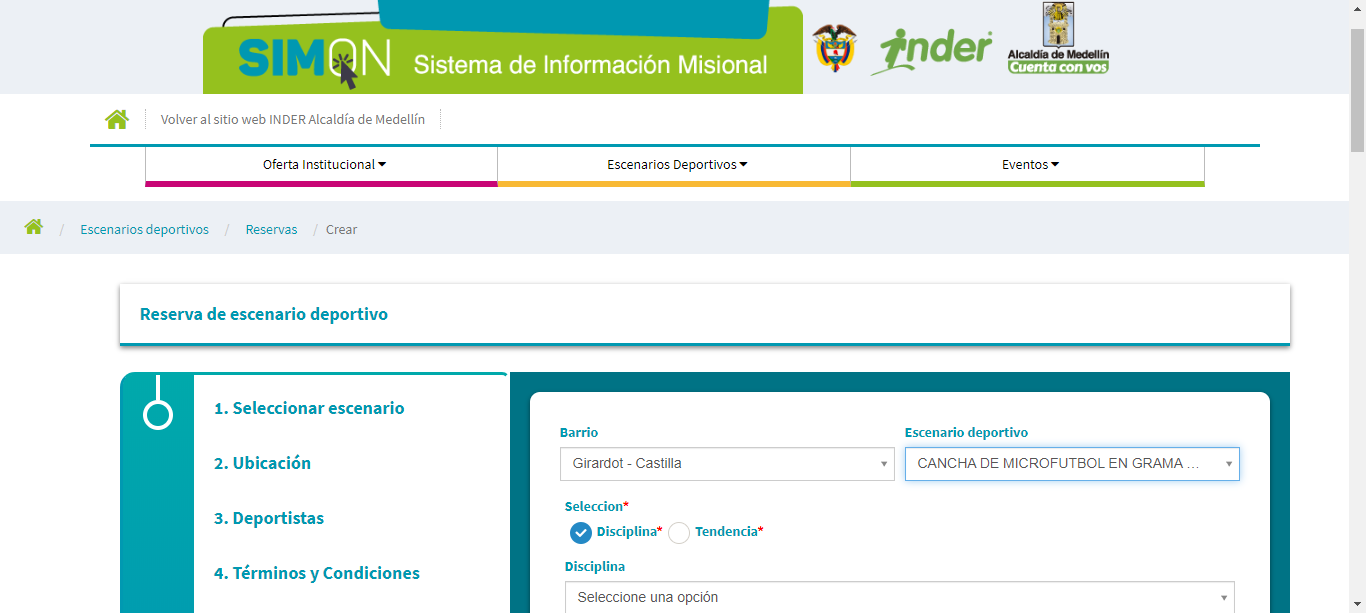 SIMON Sistema de Información Misional
inder
Alcaldía de Medellín
Cuenta con vos
Volver al sitio web INDER Alcaldía de Medellín
Oferta Institucional Escenarios Deportivos Eventos
/ Escenarios deportivos / Reservas / Crear
Reserva de escenario deportivo
1. Seleccionar escenario
2. Ubicación
3. Deportistas
4. Términos y Condiciones
Barrio Escenario deportivo
Girardot - Castilla CANCHA DE MICROFUTBOL EN GRAMA ...
Seleccion*
Disciplina* Tendencia*
Disciplina
Seleccione una opción